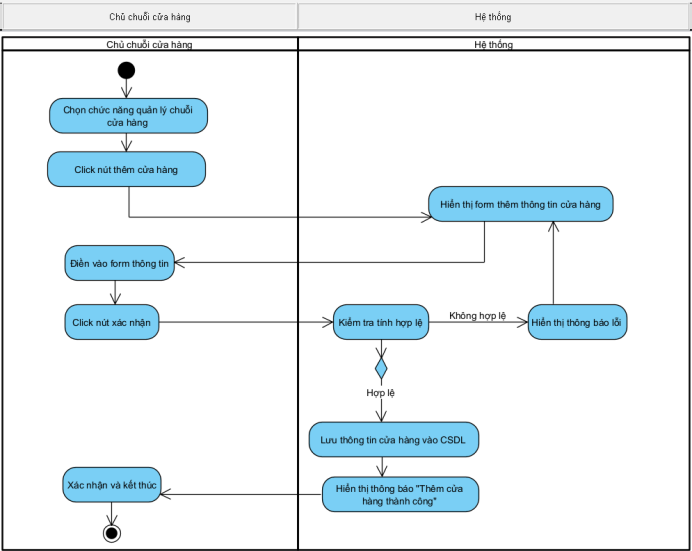 Chủ chuỗi cửa hàng
Hệ thống
Chủ chuỗi cửa hàng
Hệ thống
Chọn chức năng quản lý chuỗi
cửa hàng
Click nút thêm cửa hàng
Hiển thị form thêm thông tin cửa hàng
Điền vào form thông tin
Click nút xác nhận
Kiểm tra tính hợp lệ
Không hợp lệ
Hiển thị thông báo lỗi
Hợp lệ
Lưu thông tin cửa hàng vào CSDL
Xác nhận và kết thúc
Hiển thị thông báo "Thêm cửa
hàng thành công"